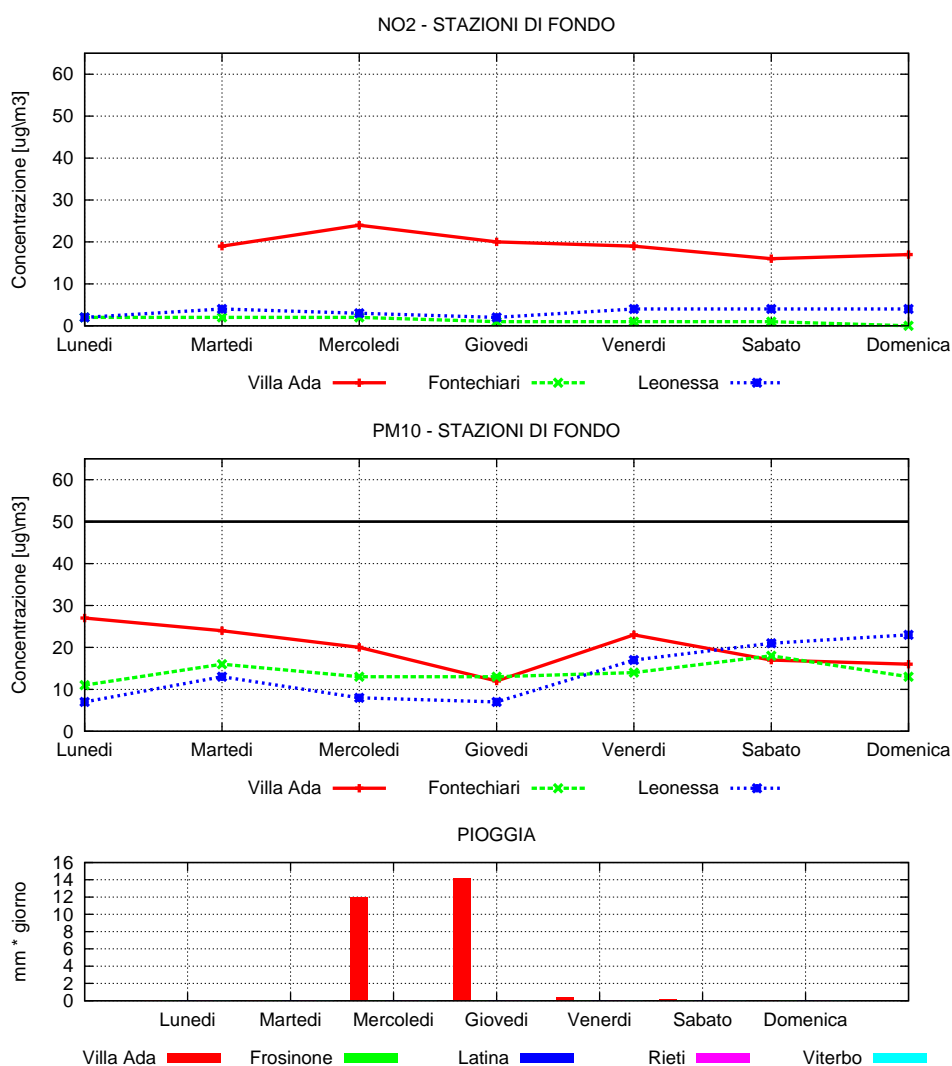 NO2 - STAZIONI DI FONDO
Concentrazione [ug\m3]
60
50
40
30
20
10
0
Lunedi Martedi Mercoledi Giovedi Venerdi Sabato Domenica
Villa Ada Fontechiari Leonessa
PM10 - STAZIONI DI FONDO
Concentrazione [ug\m3]
60
50
40
30
20
10
0
Lunedi Martedi Mercoledi Giovedi Venerdi Sabato Domenica
Villa Ada Fontechiari Leonessa
PIOGGIA
mm * giorno
16
14
12
10
8
6
4
2
0
Lunedi Martedi Mercoledi Giovedi Venerdi Sabato Domenica
Villa Ada Frosinone Latina Rieti Viterbo